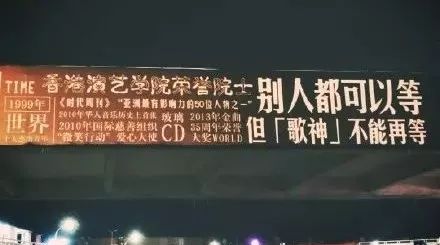 TIME 香港演艺学院荣誉院士
1999年
世界
《时代周刊》“亚洲最有影响力的50位人物之一”
2010年华人音乐历史上首张
玻璃
CD
2013年金曲
35周年荣誉
大奖WORLD
2010年国际慈善组织
“微笑行动”爱心大使
别人都可以等
但「歌神」不能再等